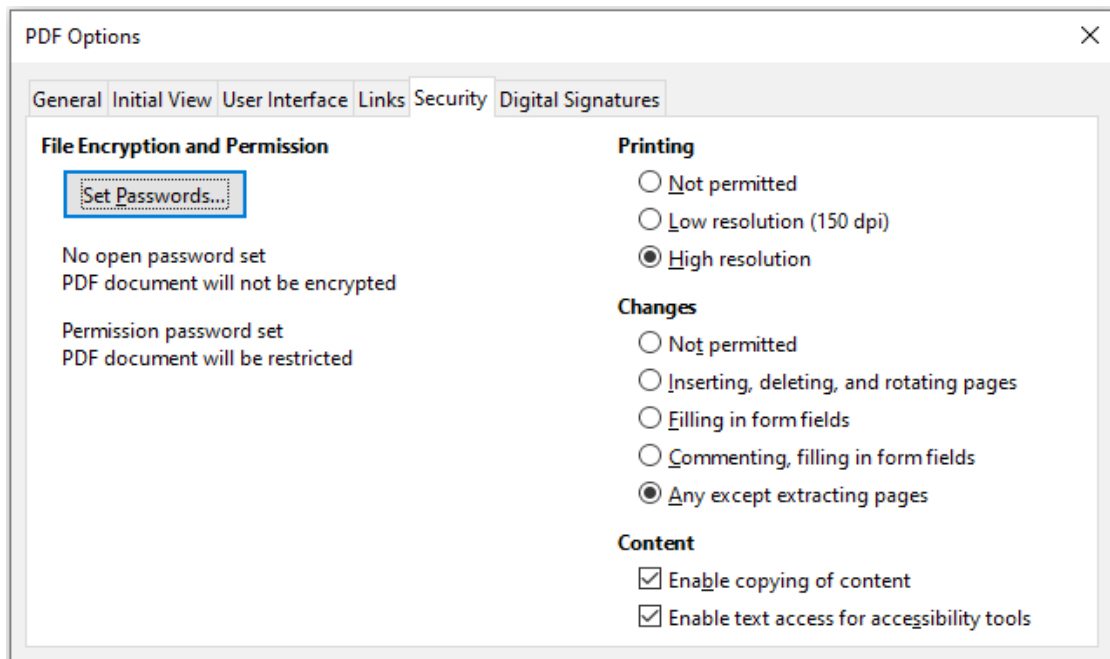 PDF Options
General Initial View User Interface Links Security Digital Signatures
File Encryption and Permission
Set Passwords...
No open password set
PDF document will not be encrypted
Permission password set
PDF document will be restricted
Printing
Not permitted
Low resolution (150 dpi)
High resolution
Changes
Not permitted
Inserting, deleting, and rotating pages
Filling in form fields
Commenting, filling in form fields
Any except extracting pages
Content
Enable copying of content
Enable text access for accessibility tools